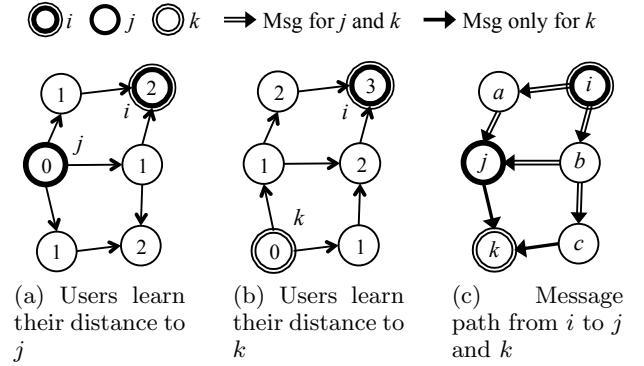 i j k Msg for j and k Msg only for k
1 2 2 3 a i
i i
j
0 1 1 2 j b
k
1 2 0 1 k c
(a) Users learn their distance to j
(b) Users learn their distance to k
(c) Message path from i to j and k